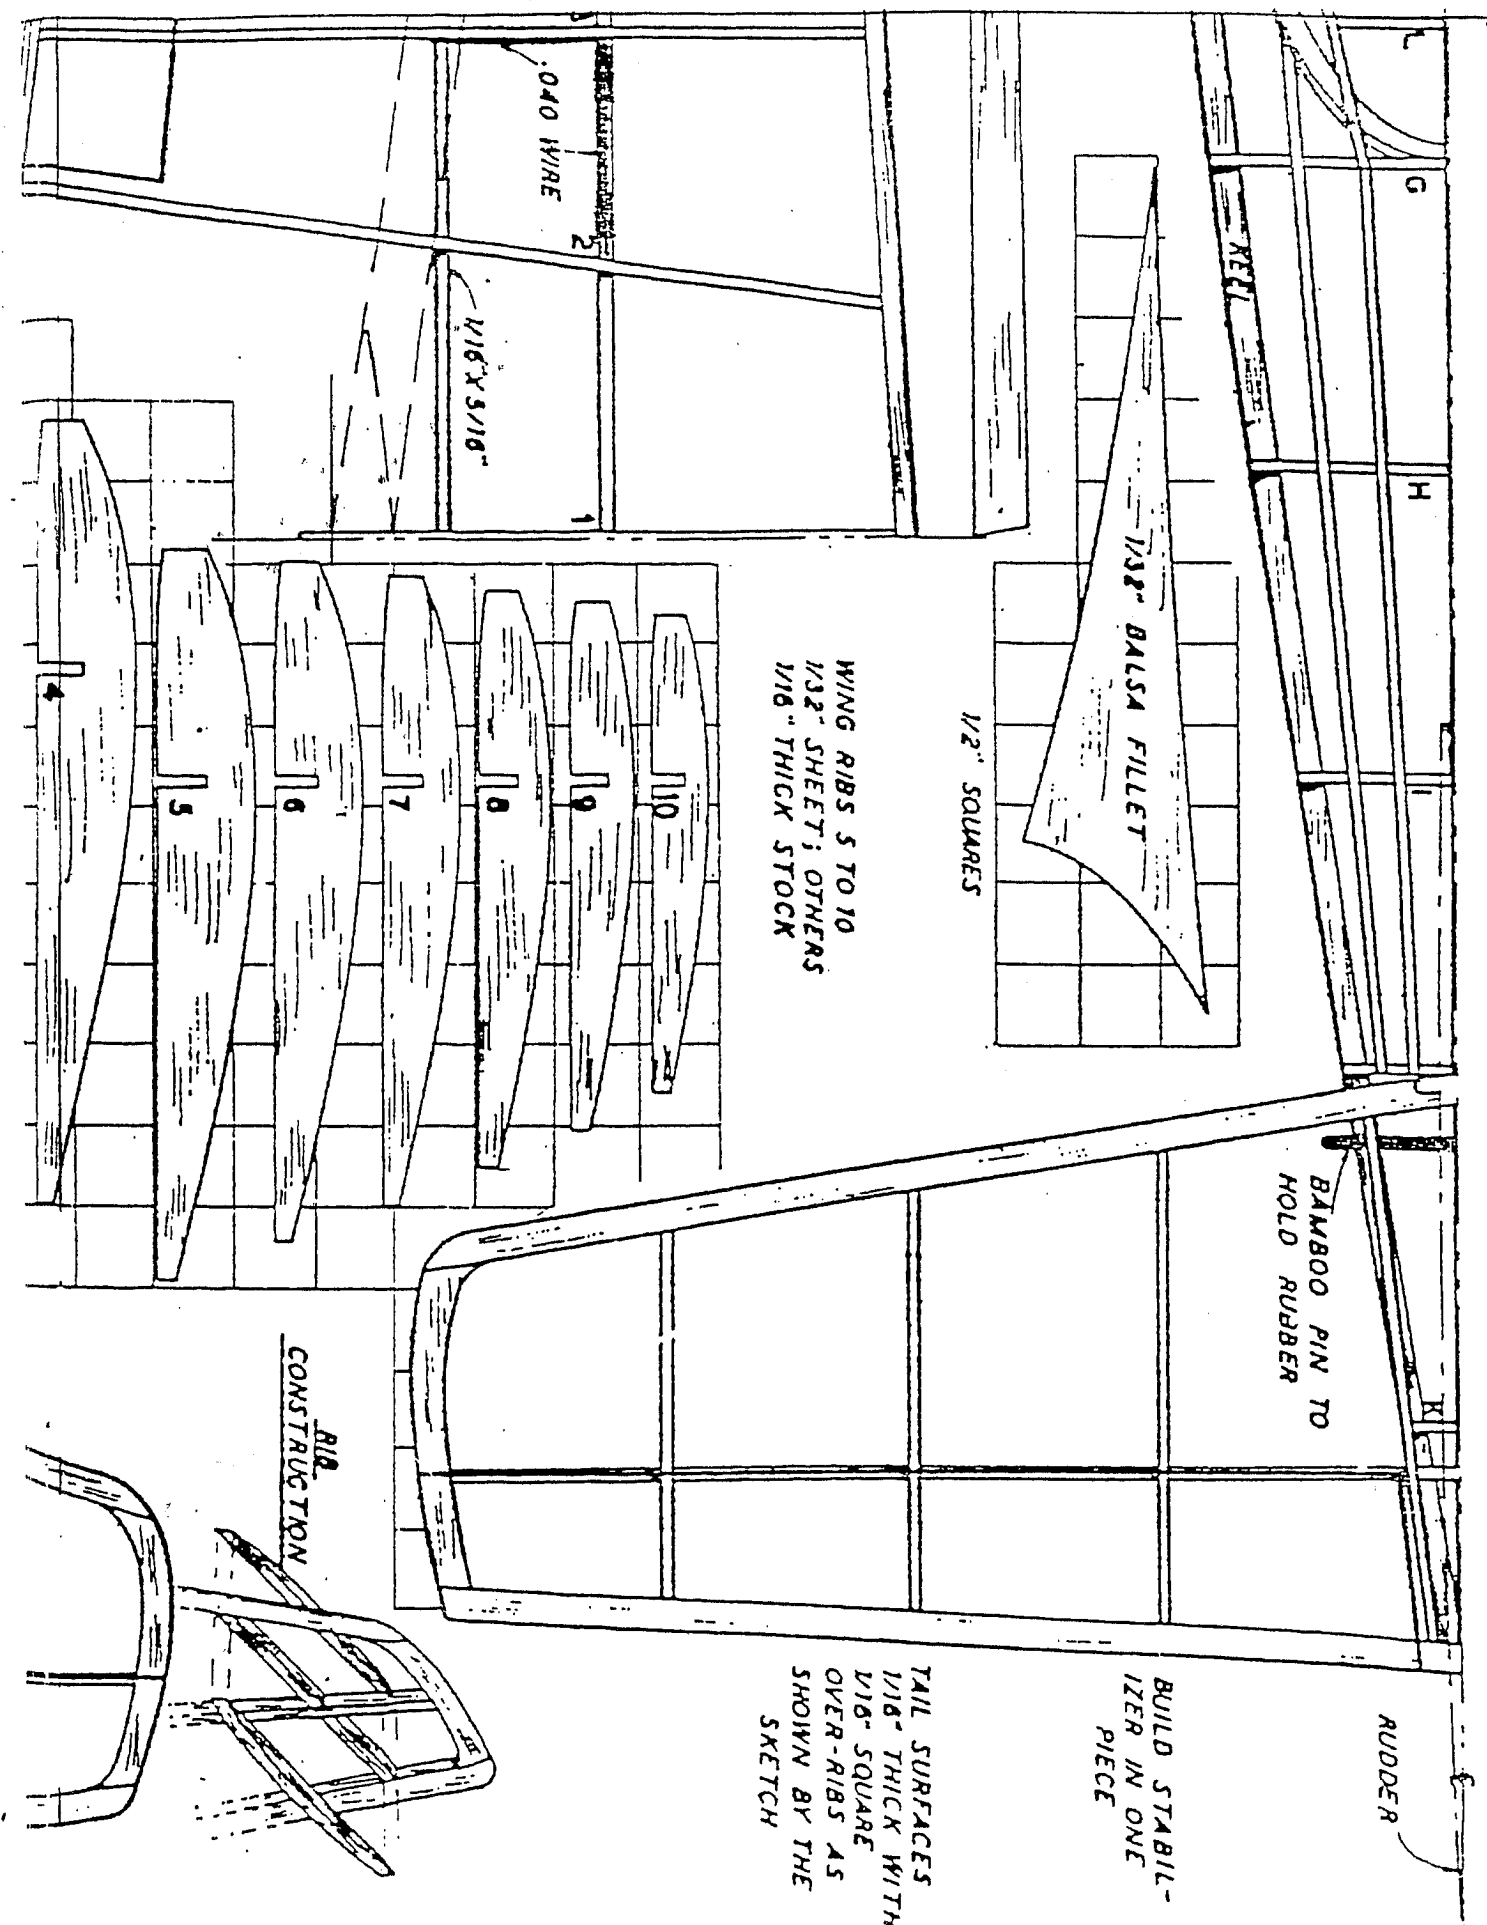 L
G
H
I
K
RUDDER
KEEL
BAMBOO PIN TO
HOLD RUBBER
BUILD STABIL-
IZER IN ONE
PIECE
1/32" BALSA FILLET
1/2" SQUARES
TAIL SURFACES
1/16" THICK WITH
1/16" SQUARE
OVER-RIBS AS
SHOWN BY THE
SKETCH
WING RIBS 5 TO 10
1/32" SHEET; OTHERS
1/16" THICK STOCK
10
9
8
7
6
5
4
.040 WIRE
2
1
1/16" X 3/16"
RIB
CONSTRUCTION